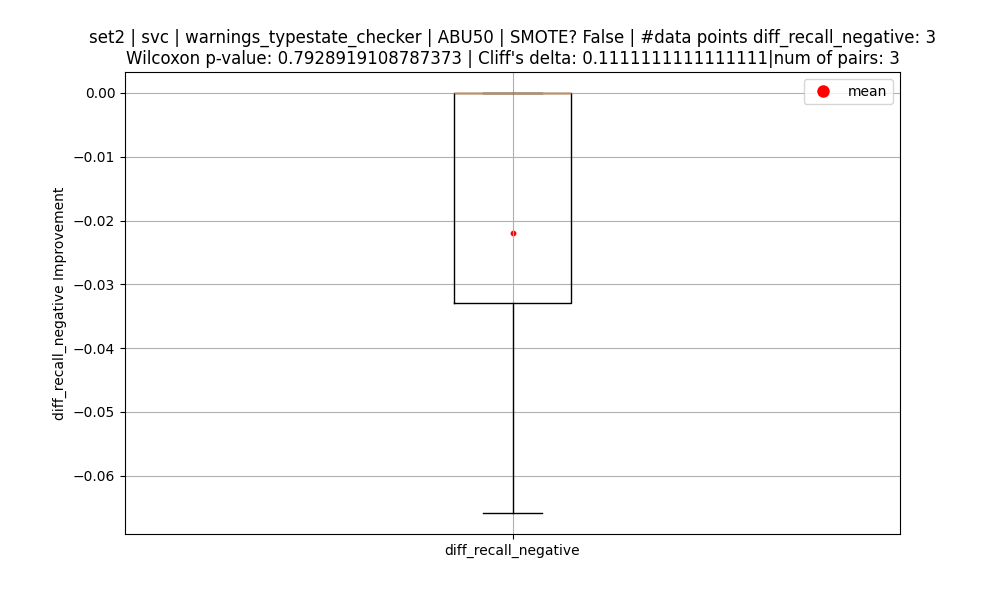 set2 | svc | warnings_typestate_checker | ABU50 | SMOTE? False | #data points diff_recall_negative: 3
Wilcoxon p-value: 0.7928919108787373 | Cliff's delta: 0.1111111111111111|num of pairs: 3
mean
0.00
−0.01
−0.02
−0.03
−0.04
−0.05
−0.06
diff_recall_negative Improvement
diff_recall_negative